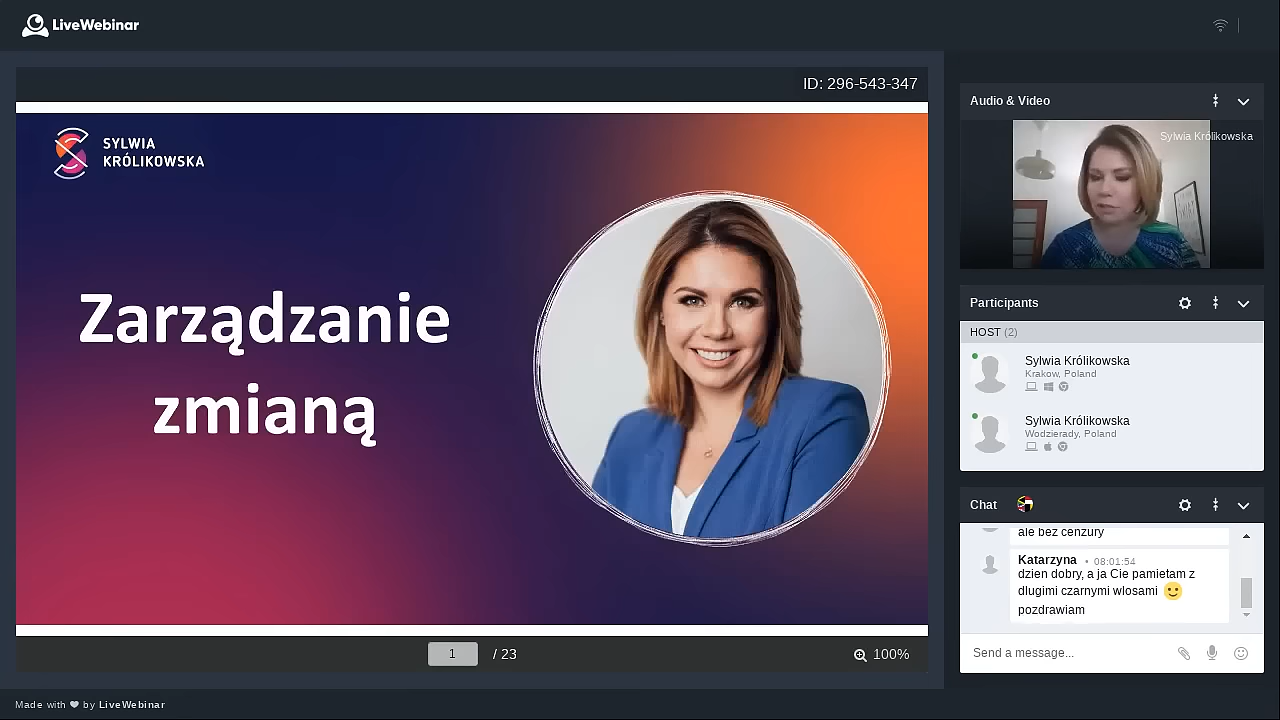 LiveWebinar
ID: 296-543-347
SYLWIA
KRÓLIKOWSKA
Zarządzanie
zmianą
1 / 23
100%
Made with by LiveWebinar
Audio & Video
Sylwia Królikowska
Participants
HOST (2)
Sylwia Królikowska
Krakow, Poland
Sylwia Królikowska
Wodzierady, Poland
Chat
ale bez cenzury
Katarzyna • 08:01:54
dzien dobry, a ja Cie pamietam z
dlugimi czarnymi wlosami 🙂
pozdrawiam
Send a message...